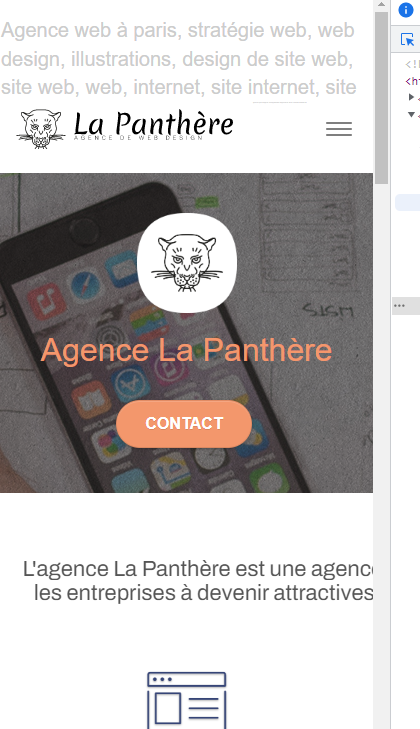 Agence web à paris, stratégie web, web
design, illustrations, design de site web,
site web, web, internet, site internet, site
La Panthère
AGENCE DE WEB DESIGN
Agence La Panthère
CONTACT
L'agence La Panthère est une agence
les entreprises à devenir attractives